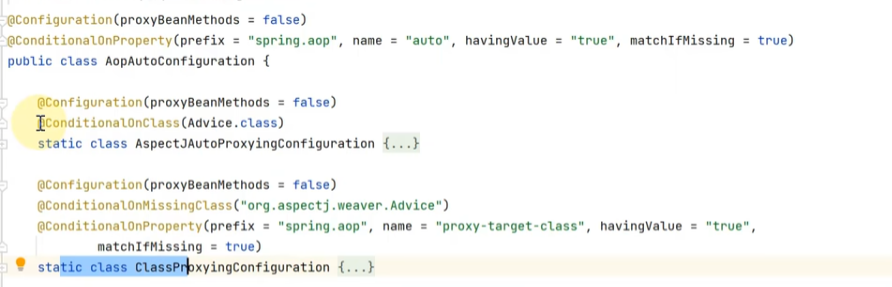 @Configuration(proxyBeanMethods = false)
@ConditionalOnProperty(prefix = "spring.aop", name = "auto", havingValue = "true", matchIfMissing = true)
public class AopAutoConfiguration {
@Configuration(proxyBeanMethods = false)
@ConditionalOnClass(Advice.class)
static class AspectJAutoProxyingConfiguration {...}
@Configuration(proxyBeanMethods = false)
@ConditionalOnMissingClass("org.aspectj.weaver.Advice")
@ConditionalOnProperty(prefix = "spring.aop", name = "proxy-target-class", havingValue = "true",
matchIfMissing = true)
static class ClassProxyingConfiguration {...}